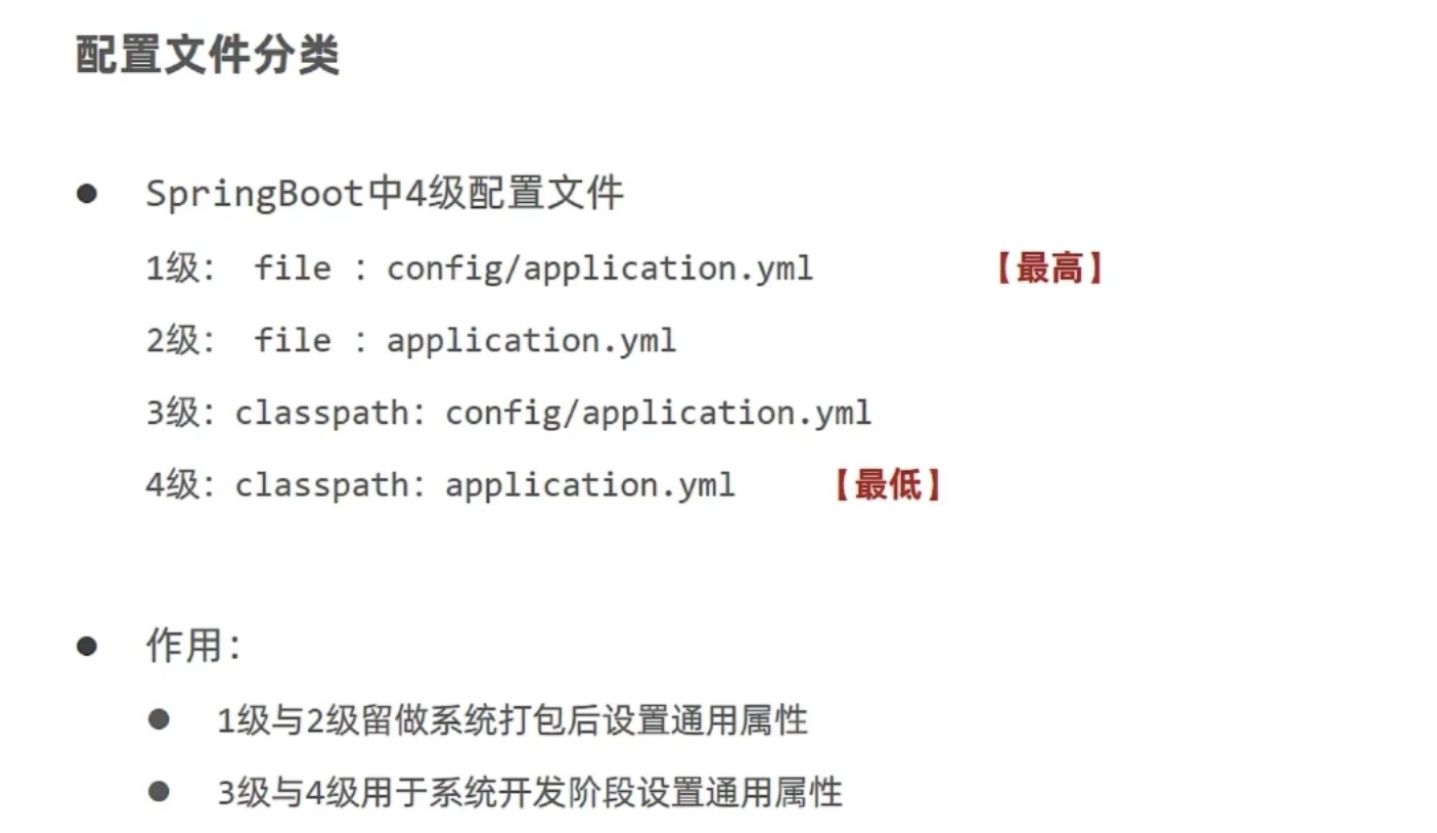 配置文件分类
● SpringBoot中4级配置文件
1级： file ：config/application.yml 【最高】
2级： file ：application.yml
3级：classpath：config/application.yml
4级：classpath：application.yml 【最低】
● 作用：
● 1级与2级留做系统打包后设置通用属性
● 3级与4级用于系统开发阶段设置通用属性